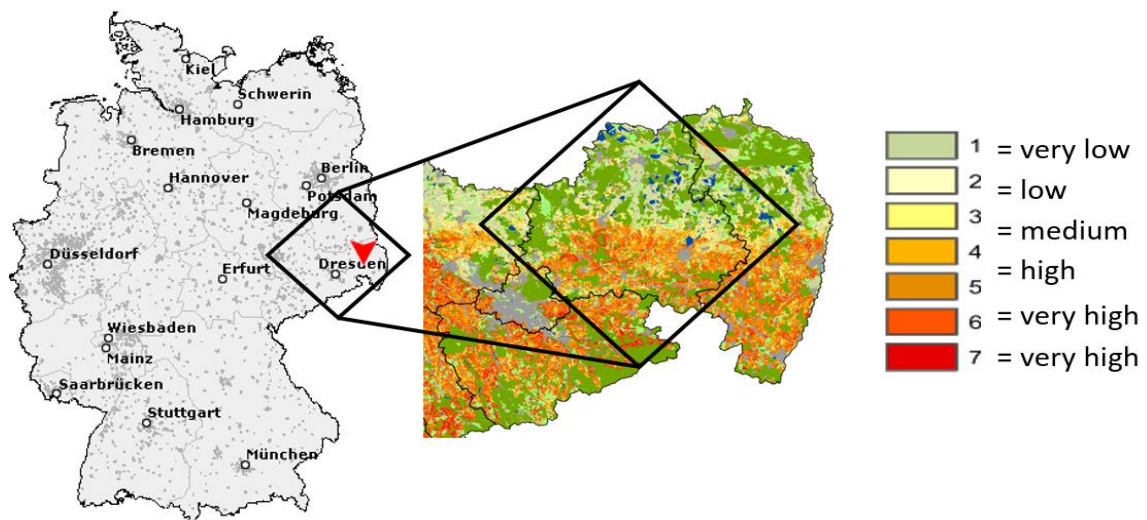 Kiel
Schwerin
Hamburg
Bremen
Berlin
Hannover
Potsdam
Magdeburg
Düsseldorf
Dresden
Erfurt
Wiesbaden
Mainz
Saarbrücken
Stuttgart
München
1 = very low
2 = low
3 = medium
4 = high
5
6 = very high
7 = very high